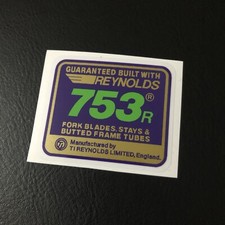 GUARANTEED BUILT WITH
REYNOLDS
753R®
FORK BLADES, STAYS &
BUTTED FRAME TUBES
Manufactured by
TI REYNOLDS LIMITED, England.